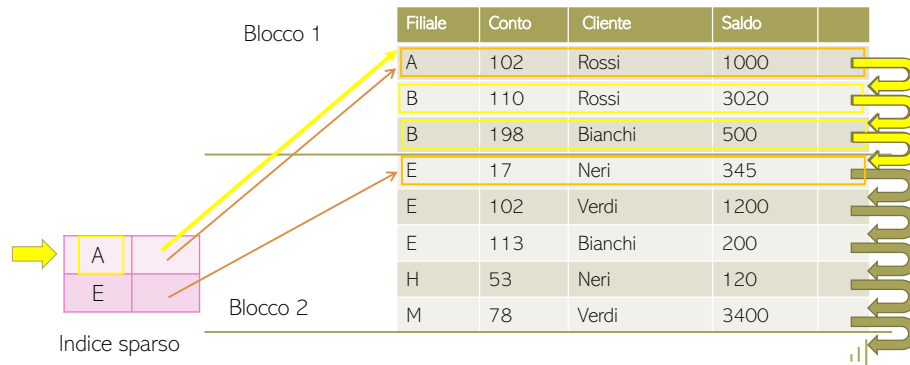 Blocco 1
Filiale Conto Cliente Saldo
A 102 Rossi 1000
B 110 Rossi 3020
B 198 Bianchi 500
E 17 Neri 345
E 102 Verdi 1200
E 113 Bianchi 200
H 53 Neri 120
M 78 Verdi 3400
A
E
Blocco 2
Indice sparso